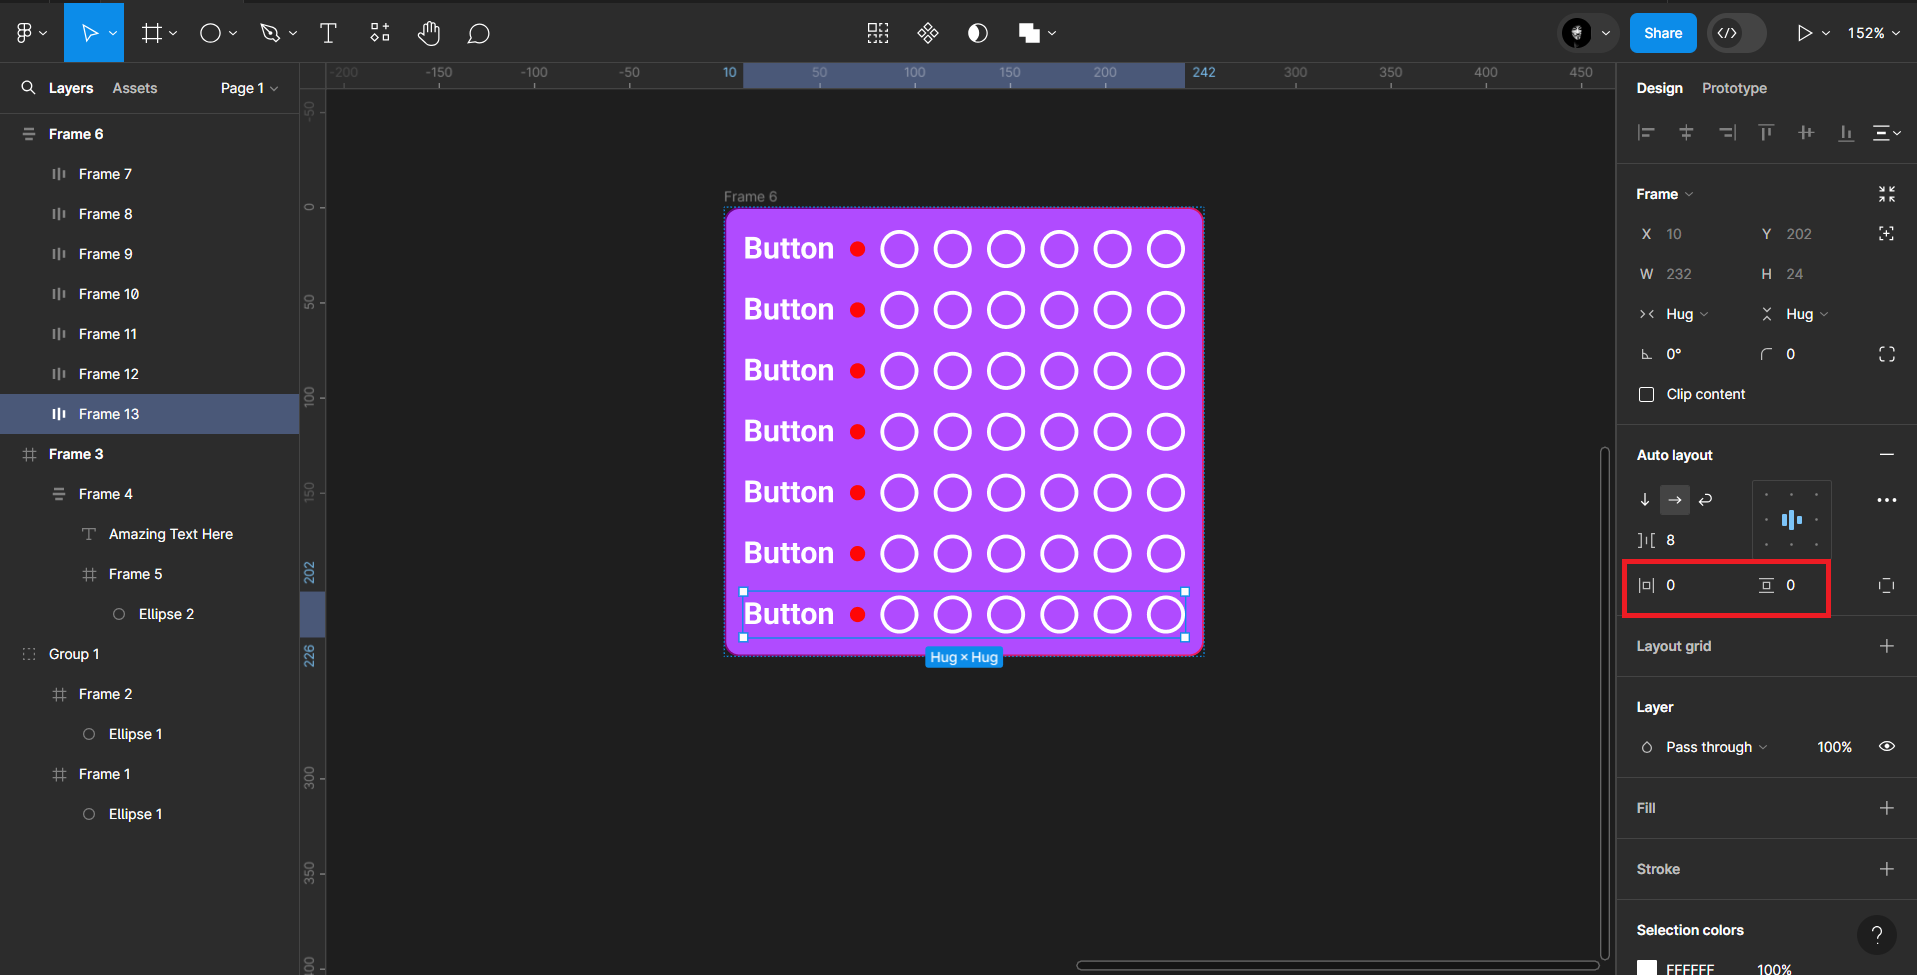 Share
152%
Layers
Assets
Page 1
-200
-150
-100
-50
10
50
100
150
200
242
300
350
400
450
Design
Prototype
Frame 6
Frame 7
Frame 8
Frame 9
Frame 10
Frame 11
Frame 12
Frame 13
Frame 3
Frame 4
Amazing Text Here
Frame 5
Ellipse 2
Group 1
Frame 2
Ellipse 1
Frame 1
Ellipse 1
-50
0
50
100
150
202
226
300
350
400
Frame 6
Button
Button
Button
Button
Button
Button
Button
Hug × Hug
Frame
X 10 Y 202
W 232 H 24
Hug Hug
0° 0
Clip content
Auto layout
8
0 0
Layout grid
Layer
Pass through 100%
Fill
Stroke
Selection colors
?
FFFFFF 100%